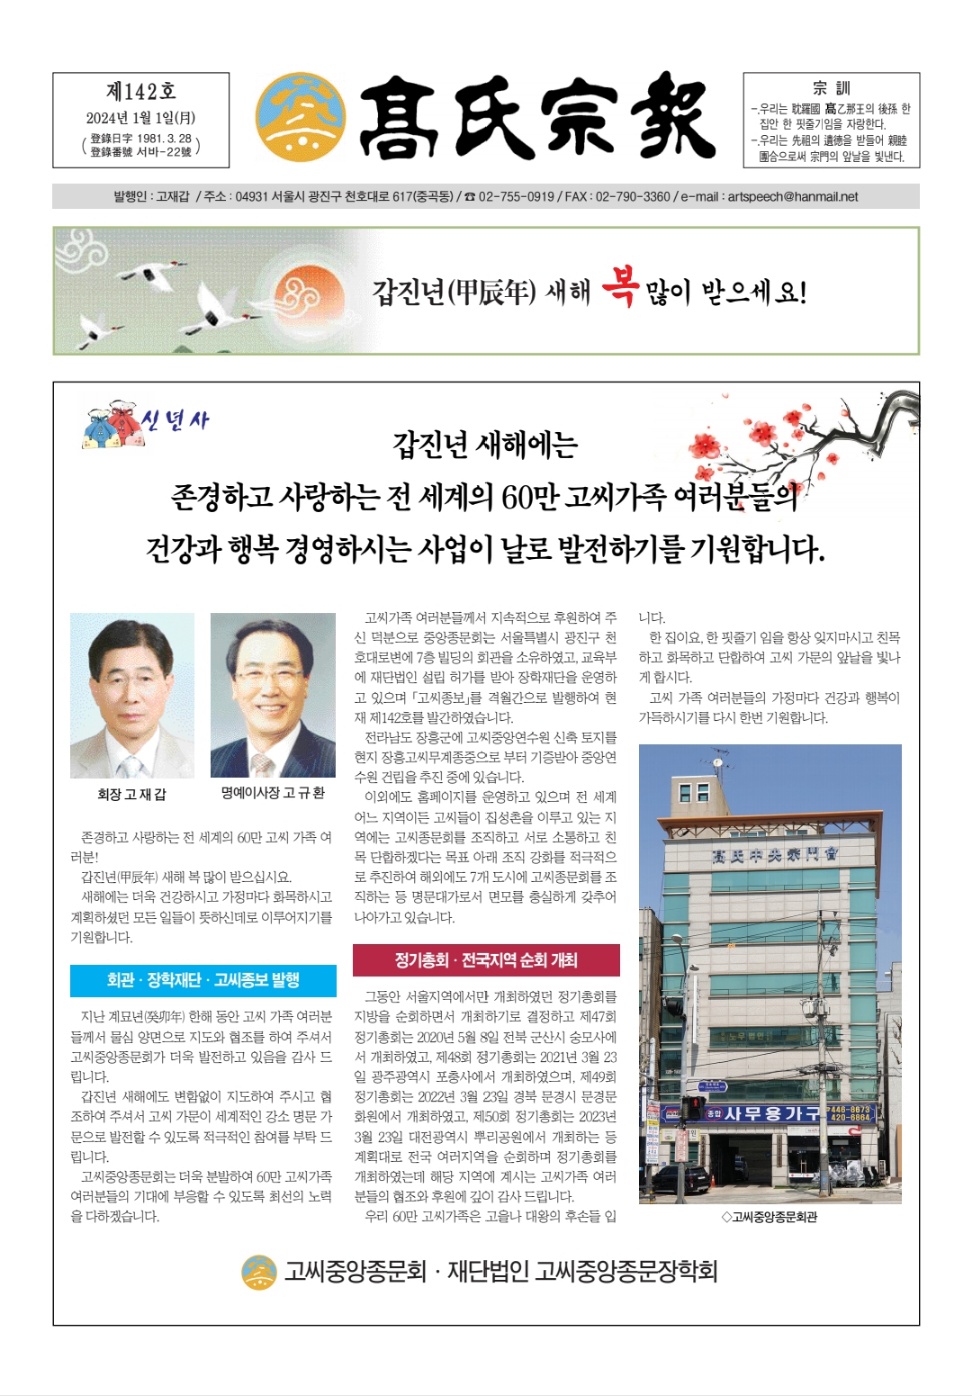 제142호
2024년 1월 1일(月)
(登錄日字 1981. 3. 28
登錄番號 서바-22號)
髙氏宗報
宗 訓
-.우리는 耽羅國 髙乙那王의 後孫 한
집안 한 핏줄기임을 자랑한다.
-.우리는 先祖의 遺德을 받들어 親睦
團合으로써 宗門의 앞날을 빛낸다.
발행인 : 고재갑 / 주소 : 04931 서울시 광진구 천호대로 617(중곡동) / ☎ 02-755-0919 / FAX : 02-790-3360 / e-mail : artspeech@hanmail.net
갑진년(甲辰年) 새해 복 많이 받으세요!
신년사
갑진년 새해에는
존경하고 사랑하는 전 세계의 60만 고씨가족 여러분들의
건강과 행복 경영하시는 사업이 날로 발전하기를 기원합니다.
회장 고 재 갑
명예이사장 고 규 환
존경하고 사랑하는 전 세계의 60만 고씨 가족 여
러분!
갑진년(甲辰年) 새해 복 많이 받으십시요.
새해에는 더욱 건강하시고 가정마다 화목하시고
계획하셨던 모든 일들이 뜻하신데로 이루어지기를
기원합니다.
회관 · 장학재단 · 고씨종보 발행
지난 계묘년(癸卯年) 한해 동안 고씨 가족 여러분
들께서 물심 양면으로 지도와 협조를 하여 주셔서
고씨중앙종문회가 더욱 발전하고 있음을 감사 드
립니다.
갑진년 새해에도 변함없이 지도하여 주시고 협
조하여 주셔서 고씨 가문이 세계적인 강소 명문 가
문으로 발전할 수 있도록 적극적인 참여를 부탁 드
립니다.
고씨중앙종문회는 더욱 분발하여 60만 고씨가족
여러분들의 기대에 부응할 수 있도록 최선의 노력
을 다하겠습니다.
고씨가족 여러분들께서 지속적으로 후원하여 주
신 덕분으로 중앙종문회는 서울특별시 광진구 천
호대로변에 7층 빌딩의 회관을 소유하였고, 교육부
에 재단법인 설립 허가를 받아 장학재단을 운영하
고 있으며 「고씨종보」를 격월간으로 발행하여 현
재 제142호를 발간하였습니다.
전라남도 장흥군에 고씨중앙연수원 신축 토지를
현지 장흥고씨무계종중으로 부터 기증받아 중앙연
수원 건립을 추진 중에 있습니다.
이외에도 홈페이지를 운영하고 있으며 전 세계
어느 지역이든 고씨들이 집성촌을 이루고 있는 지
역에는 고씨종문회를 조직하고 서로 소통하고 친
목 단합하겠다는 목표 아래 조직 강화를 적극적으
로 추진하여 해외에도 7개 도시에 고씨종문회를 조
직하는 등 명문대가로서 면모를 충실하게 갖추어
나아가고 있습니다.
정기총회 · 전국지역 순회 개최
그동안 서울지역에서만 개최하였던 정기총회를
지방을 순회하면서 개최하기로 결정하고 제47회
정기총회는 2020년 5월 8일 전북 군산시 숭모사에
서 개최하였고, 제48회 정기총회는 2021년 3월 23
일 광주광역시 포충사에서 개최하였으며, 제49회
정기총회는 2022년 3월 23일 경북 문경시 문경문
화원에서 개최하였고, 제50회 정기총회는 2023년
3월 23일 대전광역시 뿌리공원에서 개최하는 등
계획대로 전국 여러지역을 순회하며 정기총회를
개최하였는데 해당 지역에 계시는 고씨가족 여러
분들의 협조와 후원에 깊이 감사 드립니다.
우리 60만 고씨가족은 고을나 대왕의 후손들 입
니다.
한 집이요, 한 핏줄기 임을 항상 잊지마시고 친목
하고 화목하고 단합하여 고씨 가문의 앞날을 빛나
게 합시다.
고씨 가족 여러분들의 가정마다 건강과 행복이
가득하시기를 다시 한번 기원합니다.
髙氏中央宗門會
종합 사무용가구
446-8673
420-6864
◇고씨중앙종문회관
고씨중앙종문회 · 재단법인 고씨중앙종문장학회